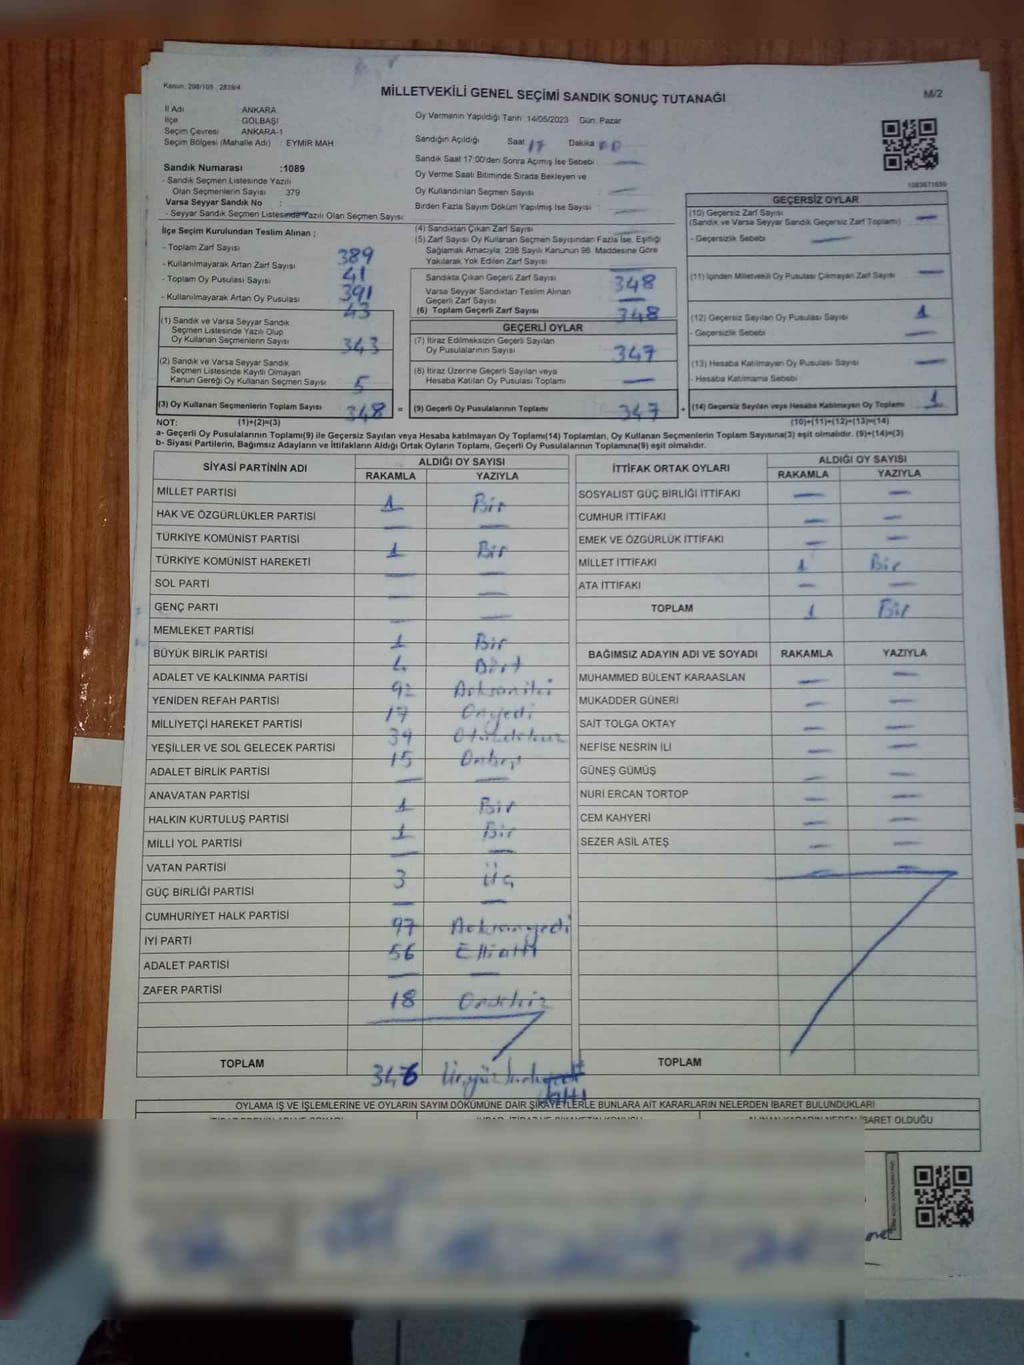 Kanun: 298/105 , 2839/4
MİLLETVEKİLİ GENEL SEÇİMİ SANDIK SONUÇ TUTANAĞI
M/2
İl Adı ANKARA
İlçe GÖLBAŞI
Seçim Çevresi ANKARA-1
Seçim Bölgesi (Mahalle Adı) : EYMİR MAH
Oy Vermenin Yapıldığı Tarih :14/05/2023 Gün: Pazar
Sandığın Açıldığı Saat 17 Dakika 00
Sandık Saat 17:00'den Sonra Açılmış İse Sebebi : —
Oy Verme Saati Bitiminde Sırada Bekleyen ve
Oy Kullandırılan Seçmen Sayısı —
Birden Fazla Sayım Döküm Yapılmış İse Sayısı : —
Sandık Numarası :1089
- Sandık Seçmen Listesinde Yazılı
Olan Seçmenlerin Sayısı 379
Varsa Seyyar Sandık No :
- Seyyar Sandık Seçmen Listesinde Yazılı Olan Seçmen Sayısı:
İlçe Seçim Kurulundan Teslim Alınan ;
- Toplam Zarf Sayısı 389
- Kullanılmayarak Artan Zarf Sayısı 41
- Toplam Oy Pusulası Sayısı 391
- Kullanılmayarak Artan Oy Pusulası 43
(1) Sandık ve Varsa Seyyar Sandık
Seçmen Listesinde Yazılı Olup
Oy Kullanan Seçmenlerin Sayısı 343
(2) Sandık ve Varsa Seyyar Sandık
Seçmen Listesinde Kayıtlı Olmayan
Kanun Gereği Oy Kullanan Seçmen Sayısı 5
(3) Oy Kullanan Seçmenlerin Toplam Sayısı 348 =
(4) Sandıktan Çıkan Zarf Sayısı —
(5) Zarf Sayısı Oy Kullanan Seçmen Sayısından Fazla İse, Eşitliği
Sağlamak Amacıyla; 298 Sayılı Kanunun 98. Maddesine Göre
Yakılarak Yok Edilen Zarf Sayısı —
Sandıkta Çıkan Geçerli Zarf Sayısı 348
Varsa Seyyar Sandıktan Teslim Alınan
Geçerli Zarf Sayısı —
(6) Toplam Geçerli Zarf Sayısı 348
GEÇERLİ OYLAR
(7) İtiraz Edilmeksizin Geçerli Sayılan
Oy Pusulalarının Sayısı 347
(8) İtiraz Üzerine Geçerli Sayılan veya
Hesaba Katılan Oy Pusulası Toplamı —
(9) Geçerli Oy Pusulalarının Toplamı 347 +
GEÇERSİZ OYLAR
(10) Geçersiz Zarf Sayısı —
(Sandık ve Varsa Seyyar Sandık Geçersiz Zarf Toplamı)
- Geçersizlik Sebebi —
(11) İçinden Milletvekili Oy Pusulası Çıkmayan Zarf Sayısı —
(12) Geçersiz Sayılan Oy Pusulası Sayısı 1
- Geçersizlik Sebebi —
(13) Hesaba Katılmayan Oy Pusulası Sayısı —
- Hesaba Katılmama Sebebi
(14) Geçersiz Sayılan veya Hesaba Katılmayan Oy Toplamı 1
NOT: (1)+(2)=(3) (10)+(11)+(12)+(13)=(14)
a- Geçerli Oy Pusulalarının Toplamı(9) ile Geçersiz Sayılan veya Hesaba katılmayan Oy Toplamı(14) Toplamları, Oy Kullanan Seçmenlerin Toplam Sayısına(3) eşit olmalıdır. (9)+(14)=(3)
b- Siyasi Partilerin, Bağımsız Adayların ve İttifakların Aldığı Ortak Oyların Toplamı, Geçerli Oy Pusulalarının Toplamına(9) eşit olmalıdır.
SİYASİ PARTİNİN ADI ALDIĞI OY SAYISI
RAKAMLA YAZIYLA
MİLLET PARTİSİ 1 Bir
HAK VE ÖZGÜRLÜKLER PARTİSİ — —
TÜRKİYE KOMÜNİST PARTİSİ 1 Bir
TÜRKİYE KOMÜNİST HAREKETİ — —
SOL PARTİ — —
GENÇ PARTİ — —
MEMLEKET PARTİSİ 1 Bir
BÜYÜK BİRLİK PARTİSİ 4 Dört
ADALET VE KALKINMA PARTİSİ 92
YENİDEN REFAH PARTİSİ 17 Onyedi
MİLLİYETÇİ HAREKET PARTİSİ 39 Otuzdokuz
YEŞİLLER VE SOL GELECEK PARTİSİ 15 Onbeş
ADALET BİRLİK PARTİSİ — —
ANAVATAN PARTİSİ 1 Bir
HALKIN KURTULUŞ PARTİSİ 1 Bir
MİLLİ YOL PARTİSİ — —
VATAN PARTİSİ 3 Üç
GÜÇ BİRLİĞİ PARTİSİ — —
CUMHURİYET HALK PARTİSİ 97
İYİ PARTİ 56 Elliáltı
ADALET PARTİSİ — —
ZAFER PARTİSİ 18 Onsekiz
TOPLAM 346
İTTİFAK ORTAK OYLARI ALDIĞI OY SAYISI
RAKAMLA YAZIYLA
SOSYALİST GÜÇ BİRLİĞİ İTTİFAKI — —
CUMHUR İTTİFAKI — —
EMEK VE ÖZGÜRLÜK İTTİFAKI — —
MİLLET İTTİFAKI 1 Bir
ATA İTTİFAKI — —
TOPLAM 1 Bir
BAĞIMSIZ ADAYIN ADI VE SOYADI RAKAMLA YAZIYLA
MUHAMMED BÜLENT KARAASLAN — —
MUKADDER GÜNERİ — —
SAİT TOLGA OKTAY — —
NEFİSE NESRİN İLİ — —
GÜNEŞ GÜMÜŞ — —
NURİ ERCAN TORTOP — —
CEM KAHYERİ — —
SEZER ASİL ATEŞ — —
TOPLAM
OYLAMA İŞ VE İŞLEMLERİNE VE OYLARIN SAYIM DÖKÜMÜNE DAİR ŞİKAYETLERLE BUNLARA AİT KARARLARIN NELERDEN İBARET BULUNDUKLARI